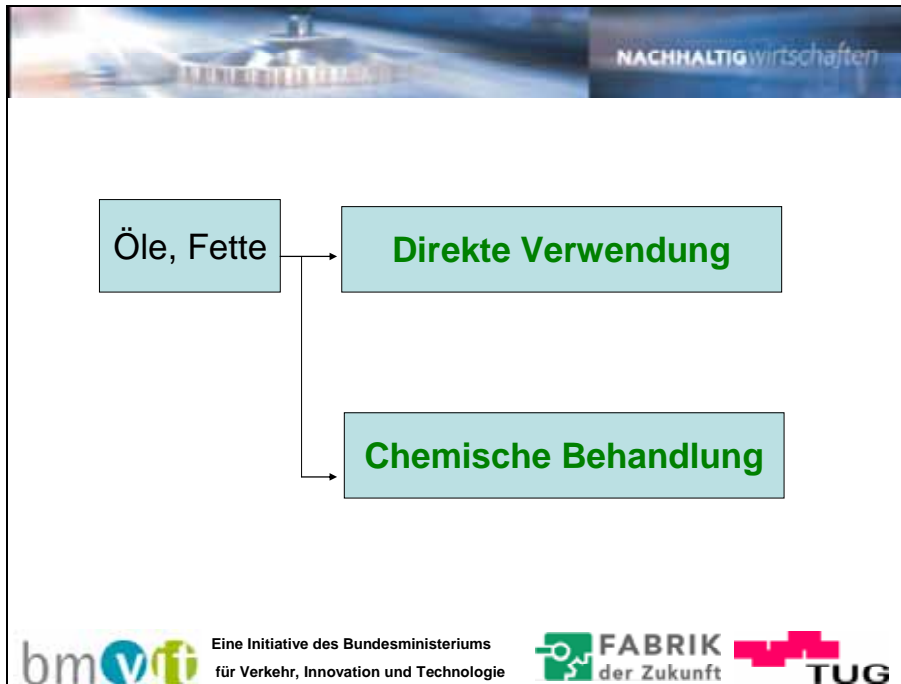 NACHHALTIGwirtschaften
Öle, Fette
Direkte Verwendung
Chemische Behandlung
bmvit
Eine Initiative des Bundesministeriums
für Verkehr, Innovation und Technologie
FABRIK
der Zukunft
TUG